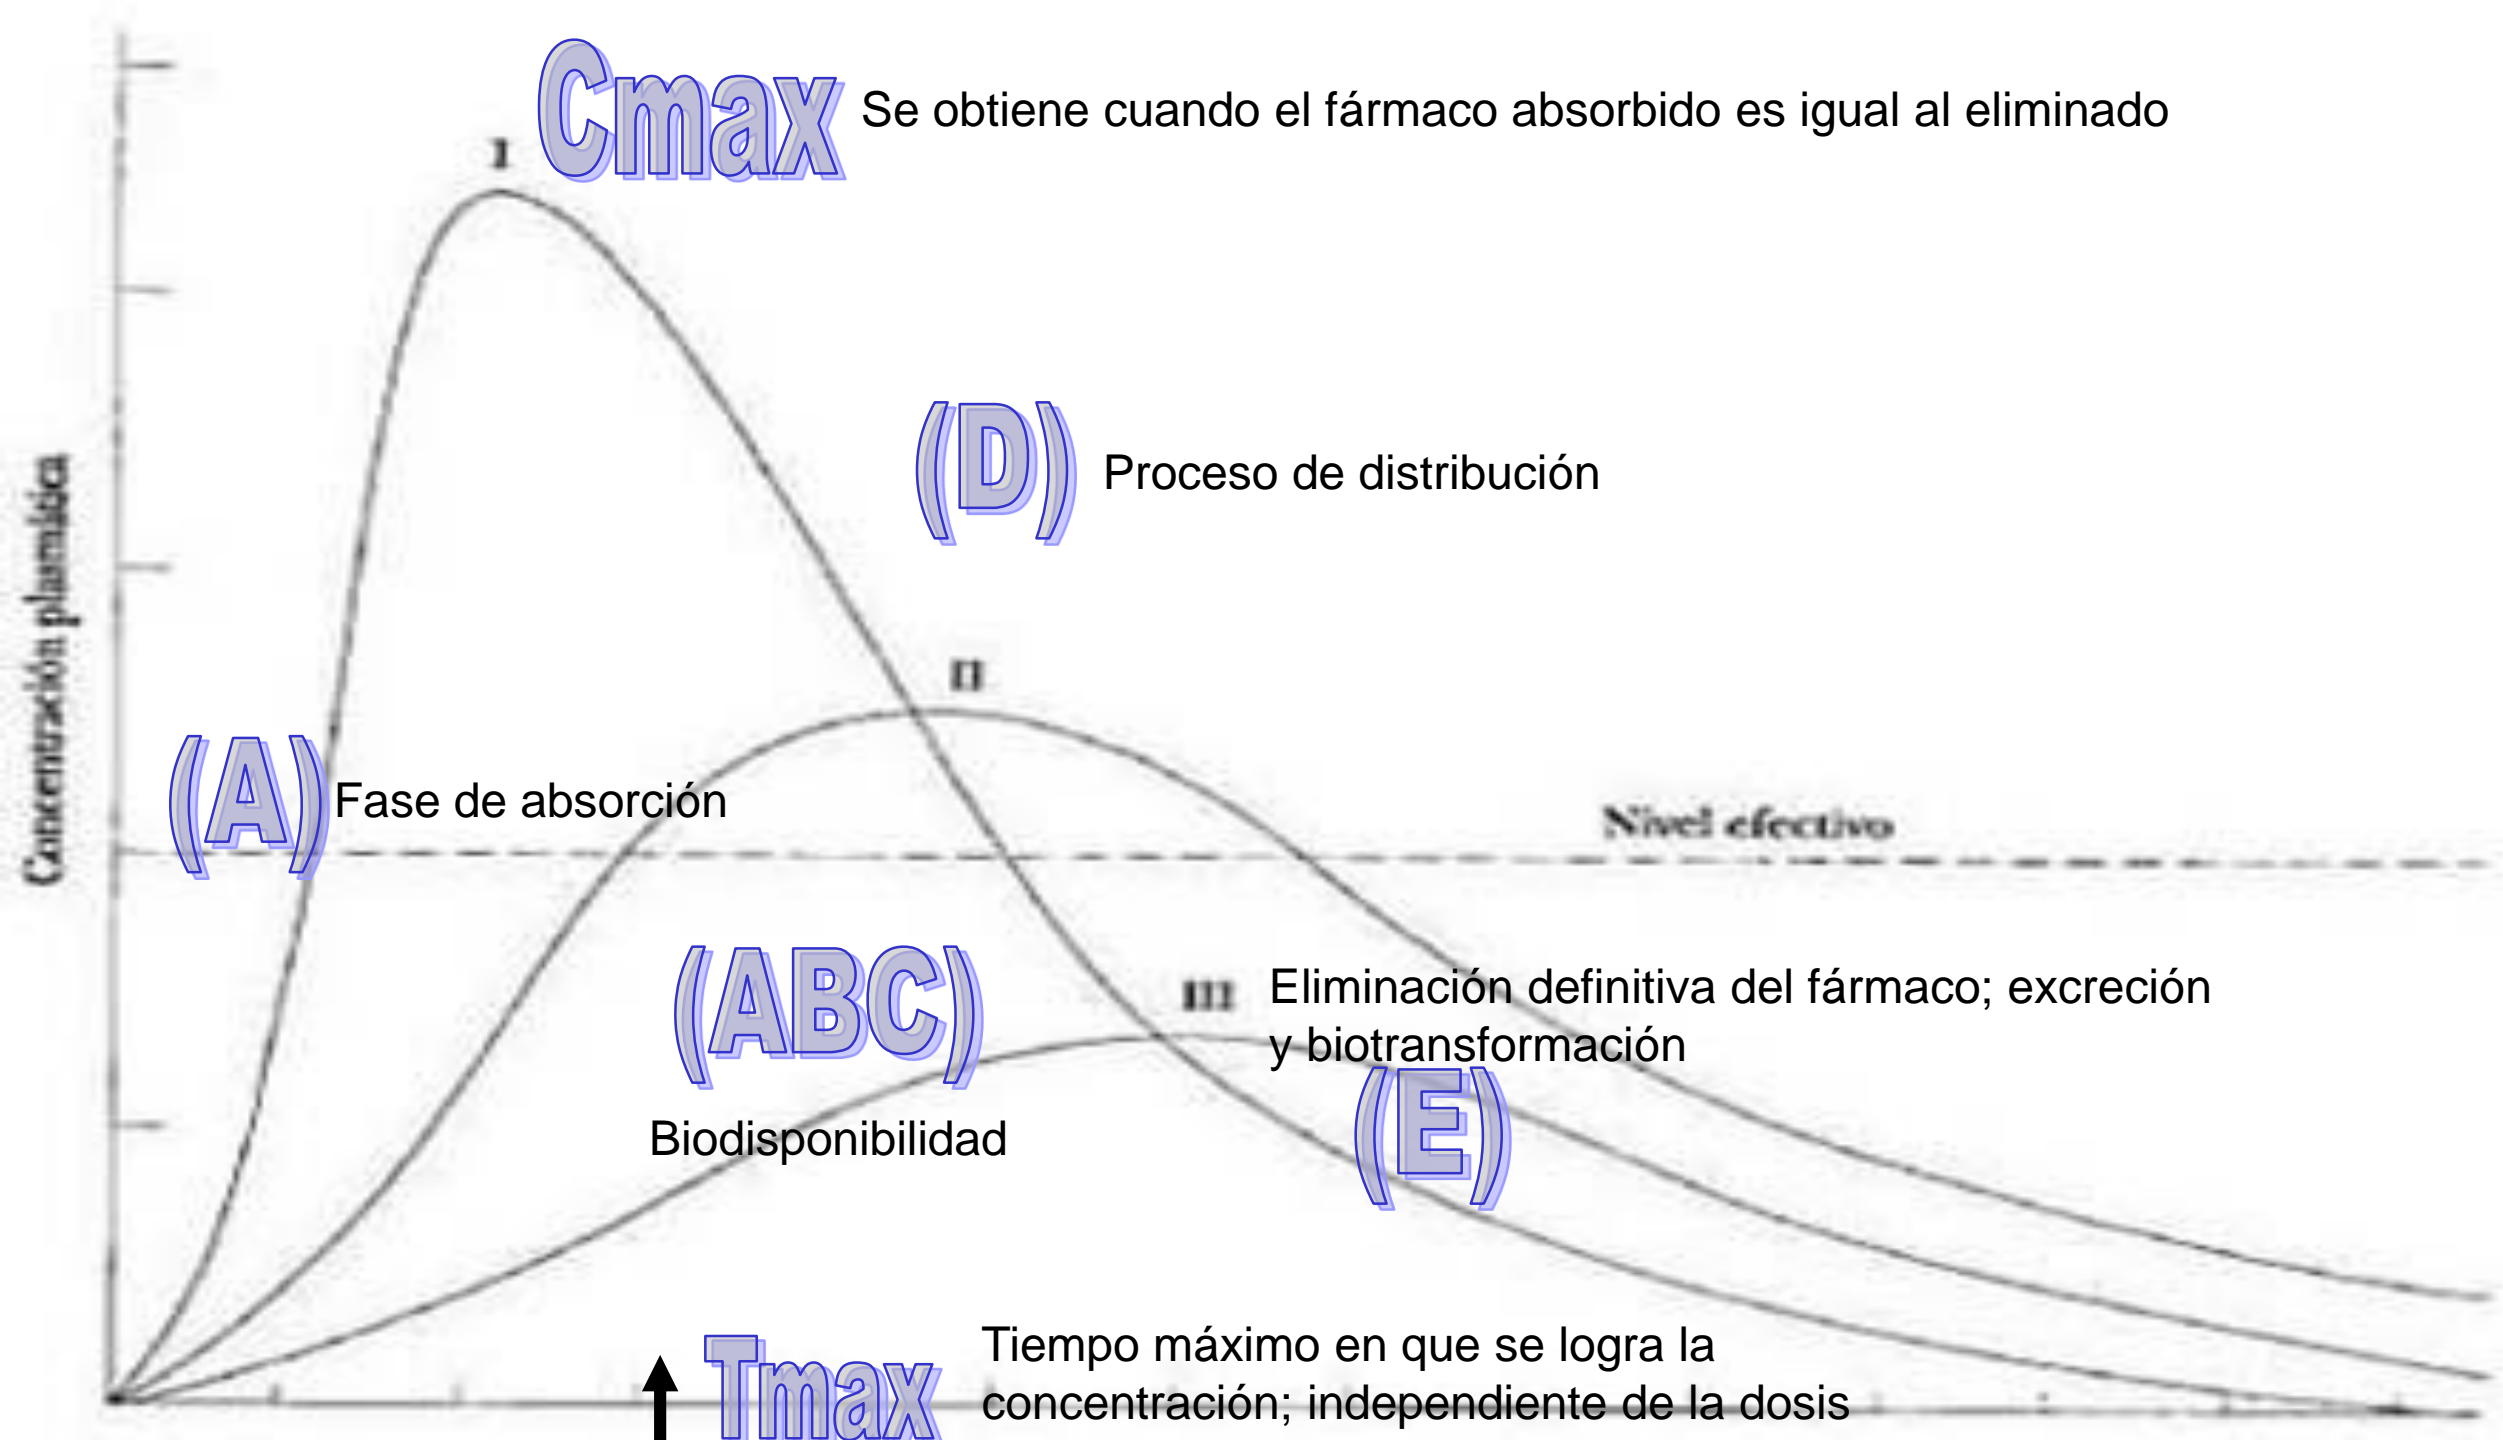 Cmax Se obtiene cuando el fármaco absorbido es igual al eliminado
I
(D) Proceso de distribución
Concentración plasmática
II
(A) Fase de absorción
Nivel efectivo
(ABC)
III Eliminación definitiva del fármaco; excreción
y biotransformación
(E)
Biodisponibilidad
Tmax
Tiempo máximo en que se logra la
concentración; independiente de la dosis